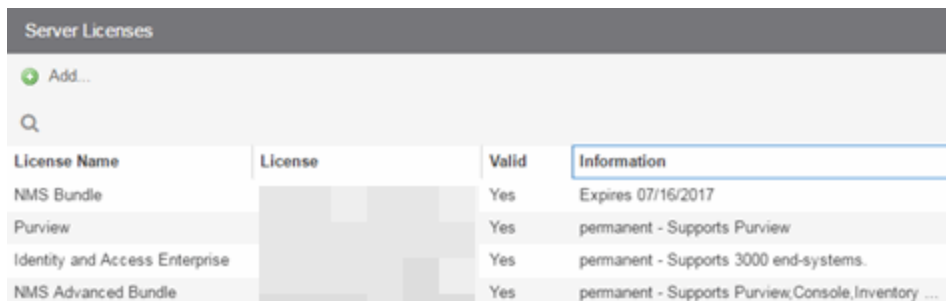 Server Licenses
Add...
License Name License Valid Information
NMS Bundle Yes Expires 07/16/2017
Purview Yes permanent - Supports Purview
Identity and Access Enterprise Yes permanent - Supports 3000 end-systems.
NMS Advanced Bundle Yes permanent - Supports Purview,Console,Inventory ...